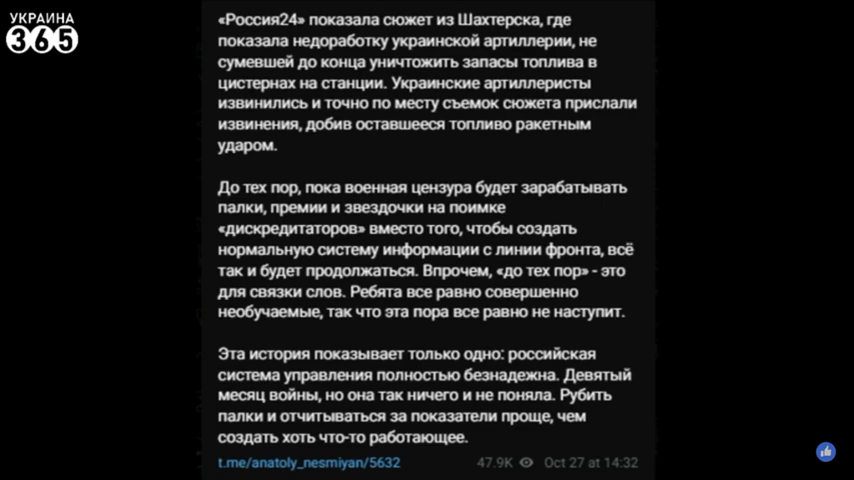 УКРАИНА
365
«Россия24» показала сюжет из Шахтерска, где
показала недоработку украинской артиллерии, не
сумевшей до конца уничтожить запасы топлива в
цистернах на станции. Украинские артиллеристы
извинились и точно по месту съемок сюжета прислали
извинения, добив оставшееся топливо ракетным
ударом.
До тех пор, пока военная цензура будет зарабатывать
палки, премии и звездочки на поимке
«дискредитаторов» вместо того, чтобы создать
нормальную систему информации с линии фронта, всё
так и будет продолжаться. Впрочем, «до тех пор» - это
для связки слов. Ребята все равно совершенно
необучаемые, так что эта пора все равно не наступит.
Эта история показывает только одно: российская
система управления полностью безнадежна. Девятый
месяц войны, но она так ничего и не поняла. Рубить
палки и отчитываться за показатели проще, чем
создать хоть что-то работающее.
t.me/anatoly_nesmiyan/5632 47.9K Oct 27 at 14:32